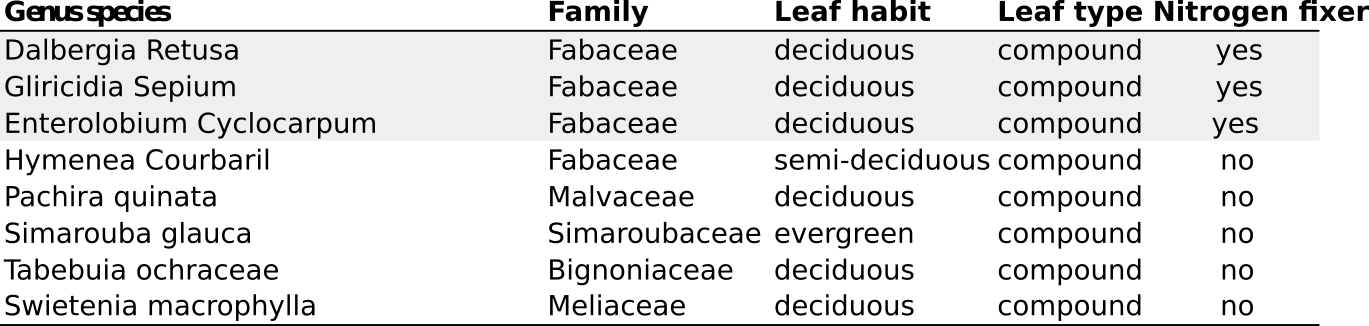 Genus species Family Leaf habit Leaf type Nitrogen fixer
Dalbergia Retusa Fabaceae deciduous compound yes
Gliricidia Sepium Fabaceae deciduous compound yes
Enterolobium Cyclocarpum Fabaceae deciduous compound yes
Hymenea Courbaril Fabaceae semi-deciduous compound no
Pachira quinata Malvaceae deciduous compound no
Simarouba glauca Simaroubaceae evergreen compound no
Tabebuia ochraceae Bignoniaceae deciduous compound no
Swietenia macrophylla Meliaceae deciduous compound no